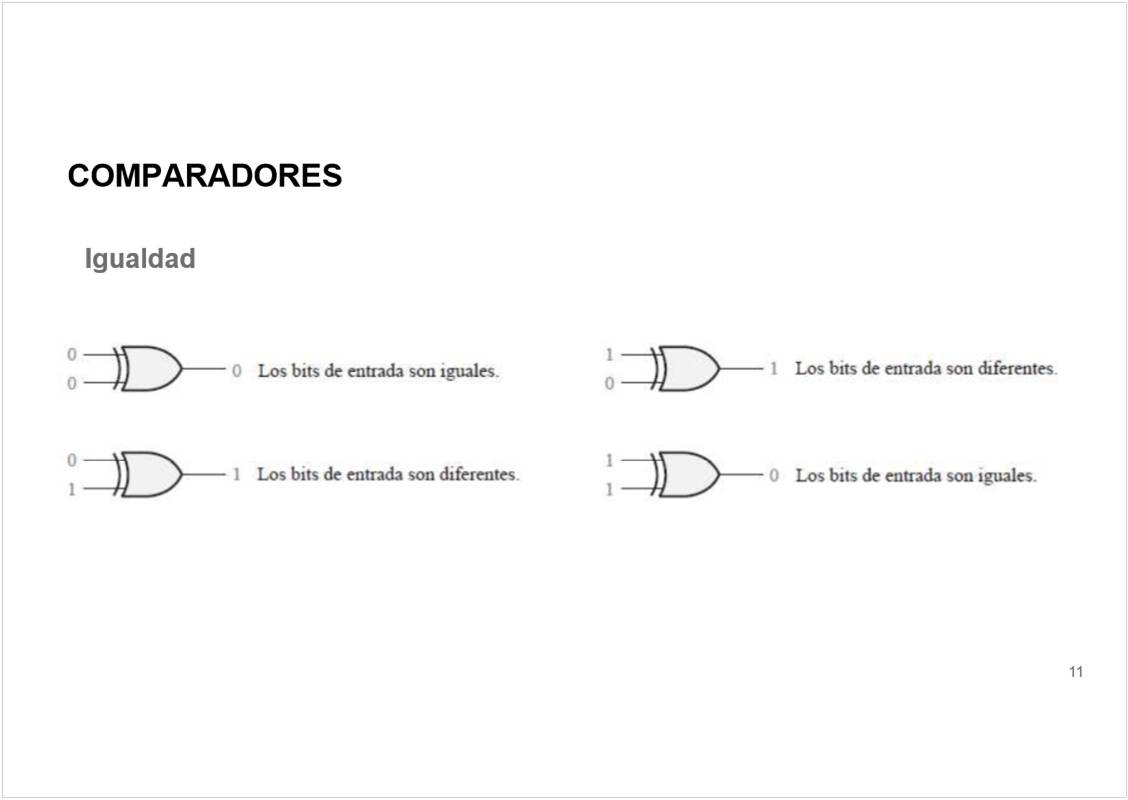 COMPARADORES
Igualdad
0
0
0 Los bits de entrada son iguales.
1
0
1 Los bits de entrada son diferentes.
0
1
1 Los bits de entrada son diferentes.
1
1
0 Los bits de entrada son iguales.
11